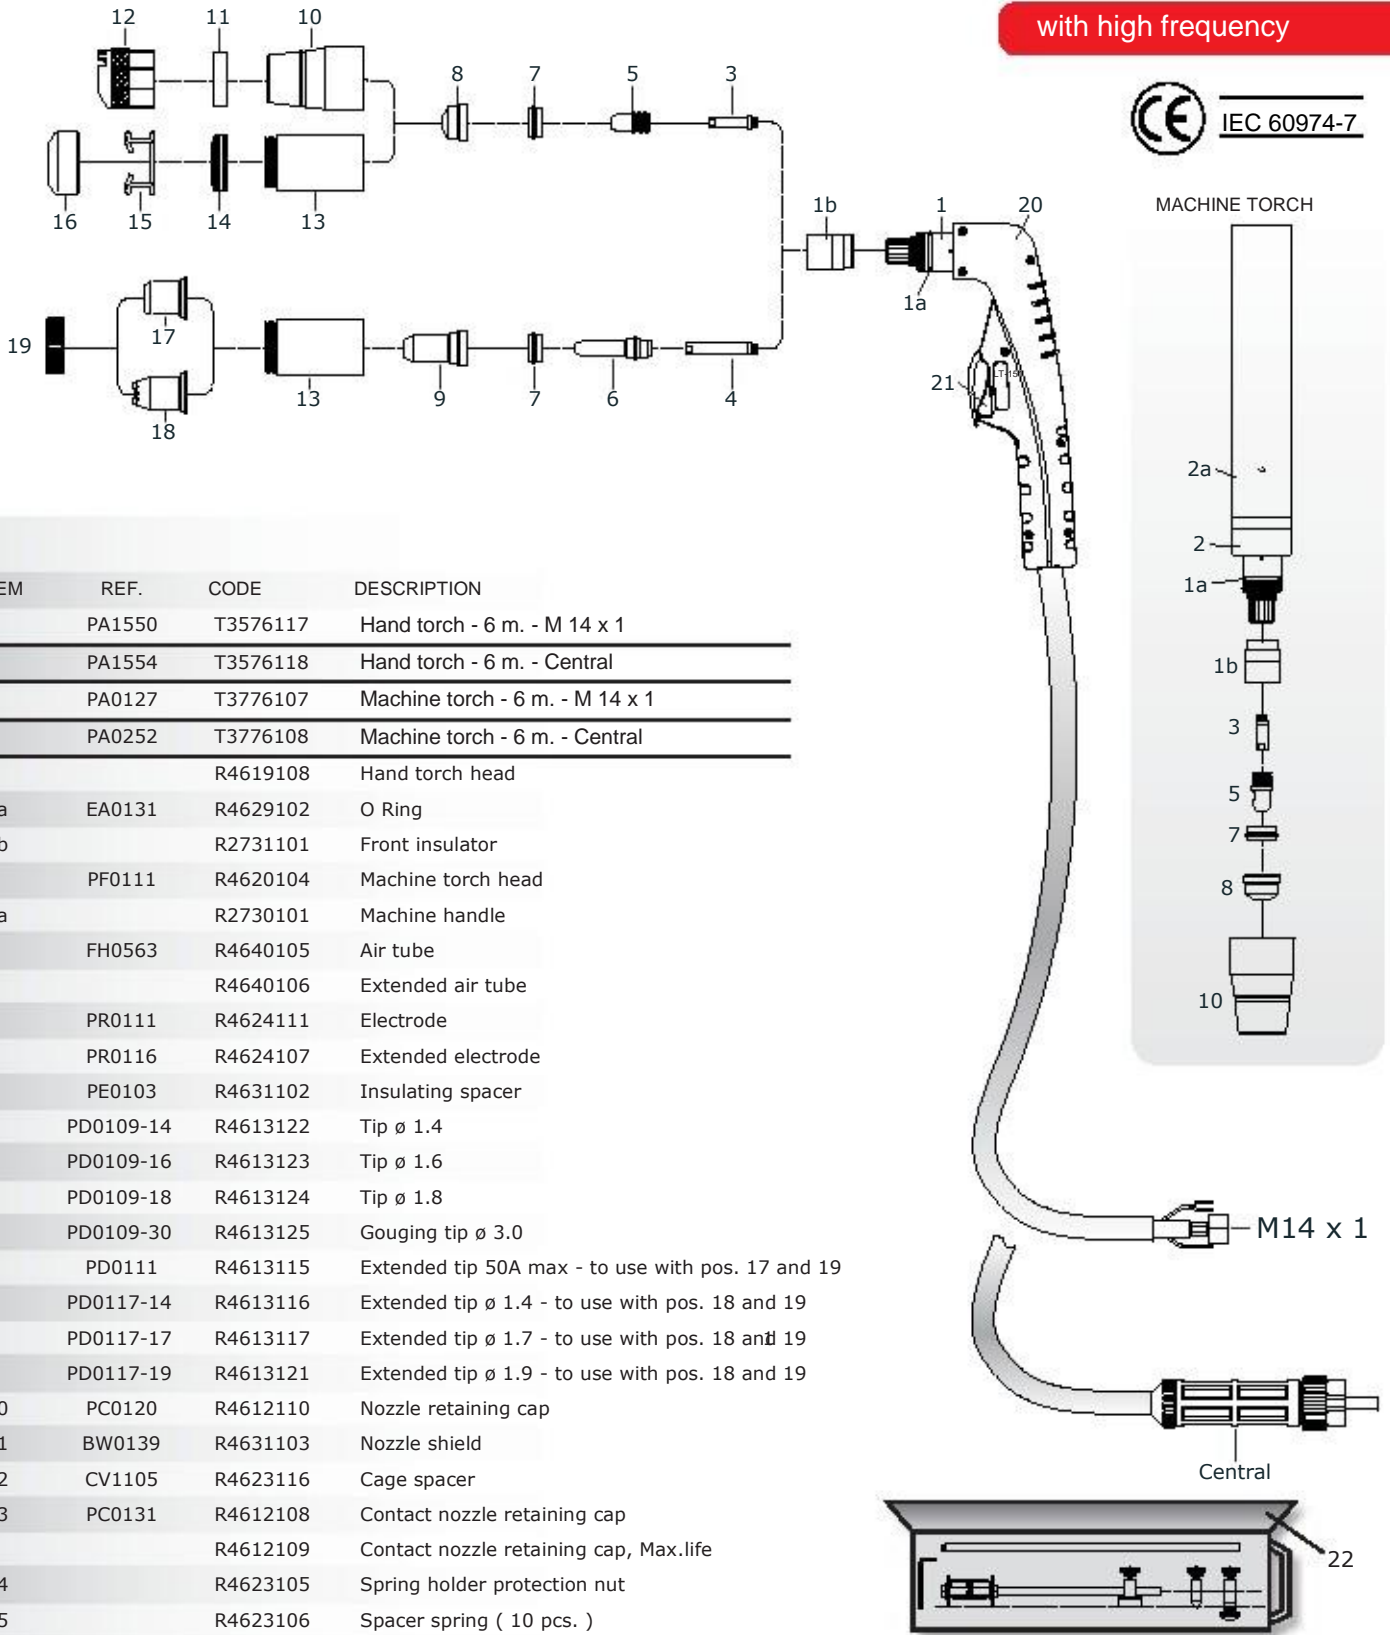 with high frequency
IEC 60974-7
MACHINE TORCH
12 11 10
8 7 5 3
16 15 14 13
1b 1 20
1a
19 17
13 9 7 6 4
18
21
LT-15
2a
2
1a
1b
3
5
7
8
10
EM REF. CODE DESCRIPTION
PA1550 T3576117 Hand torch - 6 m. - M 14 x 1
PA1554 T3576118 Hand torch - 6 m. - Central
PA0127 T3776107 Machine torch - 6 m. - M 14 x 1
PA0252 T3776108 Machine torch - 6 m. - Central
R4619108 Hand torch head
a EA0131 R4629102 O Ring
b R2731101 Front insulator
PF0111 R4620104 Machine torch head
a R2730101 Machine handle
FH0563 R4640105 Air tube
R4640106 Extended air tube
PR0111 R4624111 Electrode
PR0116 R4624107 Extended electrode
PE0103 R4631102 Insulating spacer
PD0109-14 R4613122 Tip ø 1.4
PD0109-16 R4613123 Tip ø 1.6
PD0109-18 R4613124 Tip ø 1.8
PD0109-30 R4613125 Gouging tip ø 3.0
PD0111 R4613115 Extended tip 50A max - to use with pos. 17 and 19
PD0117-14 R4613116 Extended tip ø 1.4 - to use with pos. 18 and 19
PD0117-17 R4613117 Extended tip ø 1.7 - to use with pos. 18 and 19
PD0117-19 R4613121 Extended tip ø 1.9 - to use with pos. 18 and 19
0 PC0120 R4612110 Nozzle retaining cap
1 BW0139 R4631103 Nozzle shield
2 CV1105 R4623116 Cage spacer
3 PC0131 R4612108 Contact nozzle retaining cap
R4612109 Contact nozzle retaining cap, Max.life
4 R4623105 Spring holder protection nut
5 R4623106 Spacer spring ( 10 pcs. )
M14 x 1
Central
22